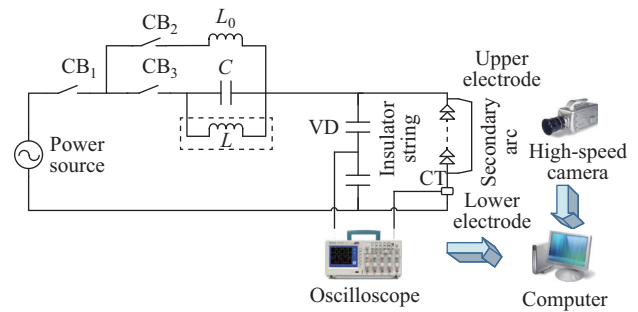 CB₂
L₀
CB₁
CB₃
C
L
Power
source
VD
Insulator
string
Upper
electrode
Secondary
arc
CT
Lower
electrode
High-speed
camera
Oscilloscope
Computer